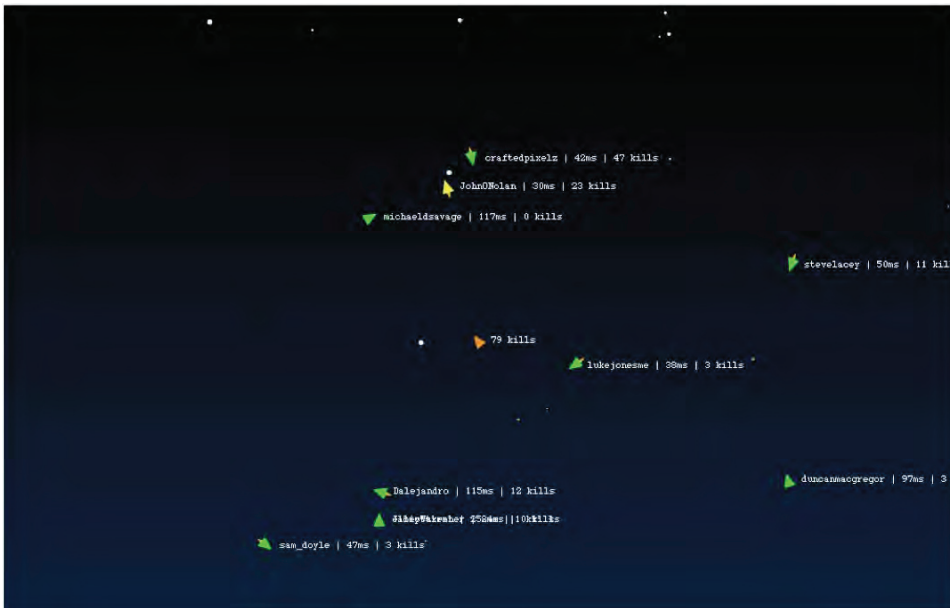 craftedpixelz | 42ms | 47 kills
JohnONolan | 30ms | 23 kills
michaeldsavage | 117ms | 0 kills
stevelacey | 50ms | 11 kil
79 kills
lukejonesme | 38ms | 3 kills
duncanmacgregor | 97ms | 3
Dalejandro | 115ms | 12 kills
sam_doyle | 47ms | 3 kills